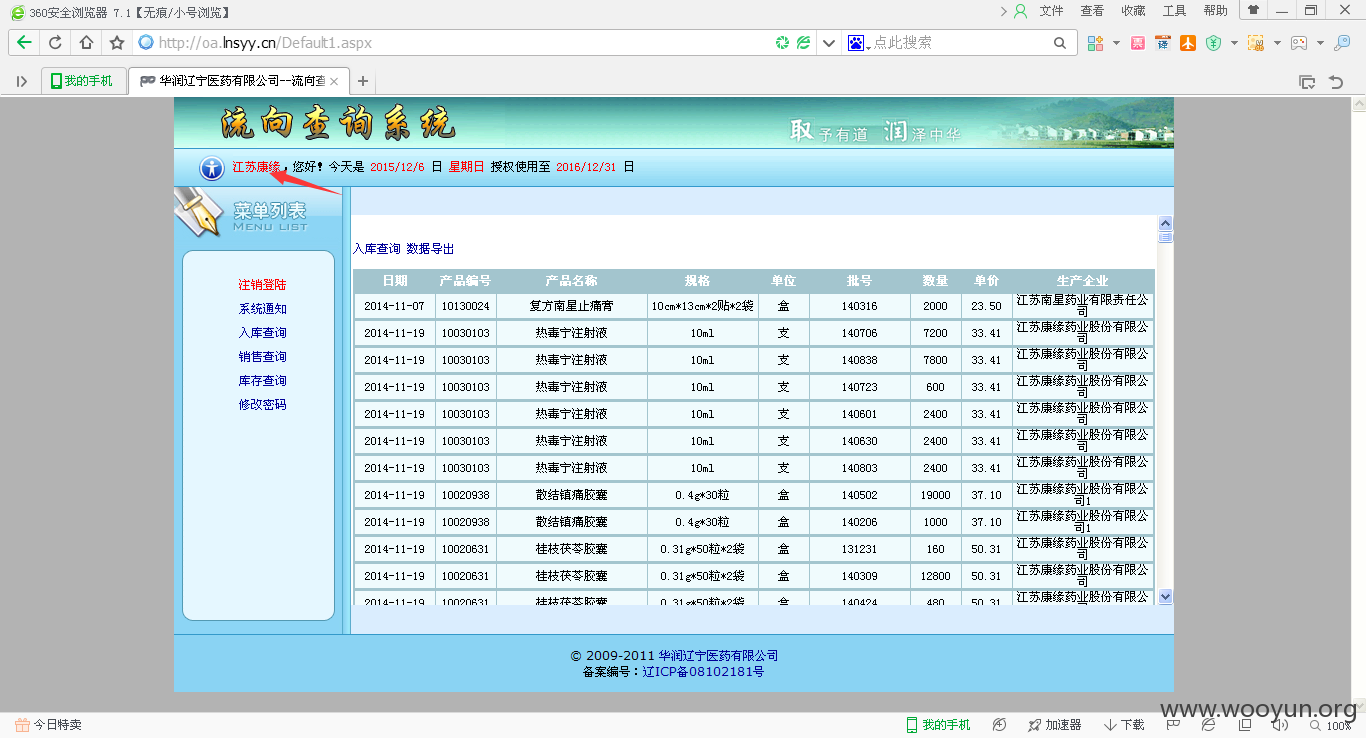 360安全浏览器 7.1【无痕/小号浏览】
文件 查看 收藏 工具 帮助
http://oa.lnsyy.cn/Default1.aspx
点此搜索
我的手机
华润辽宁医药有限公司--流向查
流向查询系统
取予有道 润泽中华
江苏康缘，您好! 今天是 2015/12/6 日 星期日 授权使用至 2016/12/31 日
菜单列表
MENU LIST
注销登陆
系统通知
入库查询
销售查询
库存查询
修改密码
入库查询 数据导出
日期 产品编号 产品名称 规格 单位 批号 数量 单价 生产企业
2014-11-07 10130024 复方南星止痛膏 10cm*13cm*2贴*2袋 盒 140316 2000 23.50 江苏南星药业有限责任公司
2014-11-19 10030103 热毒宁注射液 10ml 支 140706 7200 33.41 江苏康缘药业股份有限公司
2014-11-19 10030103 热毒宁注射液 10ml 支 140838 7800 33.41 江苏康缘药业股份有限公司
2014-11-19 10030103 热毒宁注射液 10ml 支 140723 600 33.41 江苏康缘药业股份有限公司
2014-11-19 10030103 热毒宁注射液 10ml 支 140601 2400 33.41 江苏康缘药业股份有限公司
2014-11-19 10030103 热毒宁注射液 10ml 支 140630 2400 33.41 江苏康缘药业股份有限公司
2014-11-19 10030103 热毒宁注射液 10ml 支 140803 2400 33.41 江苏康缘药业股份有限公司
2014-11-19 10020938 散结镇痛胶囊 0.4g*30粒 盒 140502 19000 37.10 江苏康缘药业股份有限公司1
2014-11-19 10020938 散结镇痛胶囊 0.4g*30粒 盒 140206 1000 37.10 江苏康缘药业股份有限公司1
2014-11-19 10020631 桂枝茯苓胶囊 0.31g*50粒*2袋 盒 131231 160 50.31 江苏康缘药业股份有限公司
2014-11-19 10020631 桂枝茯苓胶囊 0.31g*50粒*2袋 盒 140309 12800 50.31 江苏康缘药业股份有限公司
2014-11-19 10020631 桂枝茯苓胶囊 0.31g*50粒*2袋 盒 140424 480 50.31 江苏康缘药业股份有限公
© 2009-2011 华润辽宁医药有限公司
备案编号：辽ICP备08102181号
www.wooyun.org
今日特卖
我的手机 加速器 下载 100%